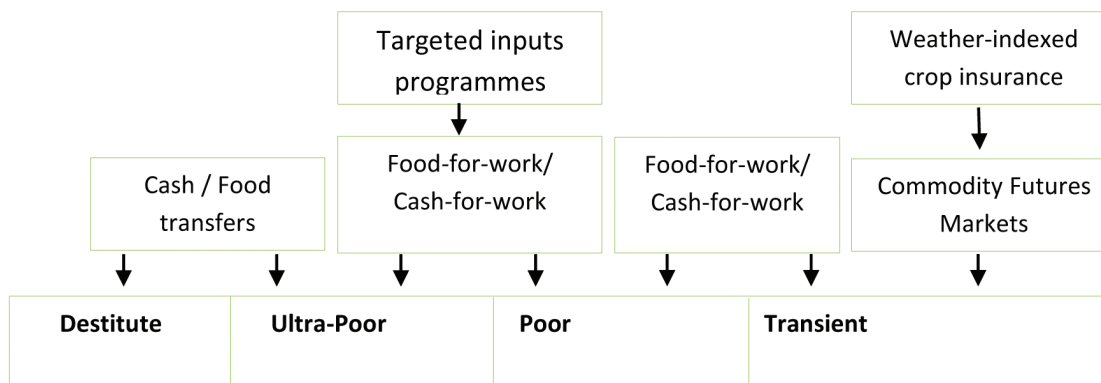 Targeted inputs
programmes
Weather-indexed
crop insurance
Cash / Food
transfers
Food-for-work/
Cash-for-work
Food-for-work/
Cash-for-work
Commodity Futures
Markets
Destitute
Ultra-Poor
Poor
Transient